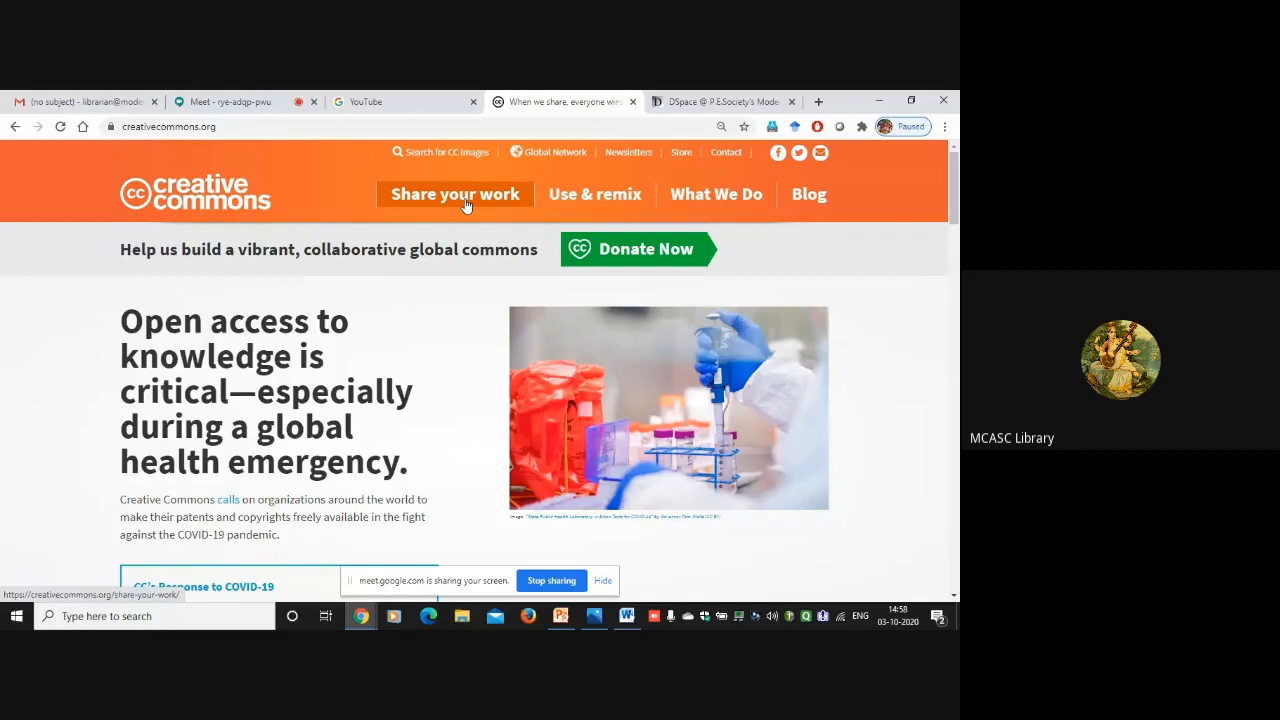 (no subject) - librarian@mode
Meet - rye-adqp-pwu
YouTube
When we share, everyone wins
DSpace @ P.E.Society's Mode
creativecommons.org
Paused
Search for CC images
Global Network
Newsletters
Store
Contact
creative commons
cc
Share your work
Use & remix
What We Do
Blog
Help us build a vibrant, collaborative global commons
cc
Donate Now
Open access to
knowledge is
critical—especially
during a global
health emergency.
Creative Commons calls on organizations around the world to
make their patents and copyrights freely available in the fight
against the COVID-19 pandemic.
CC's Response to COVID-19
meet.google.com is sharing your screen.
Stop sharing
Hide
https://creativecommons.org/share-your-work/
Type here to search
ENG
14:58
03-10-2020
2
MCASC Library